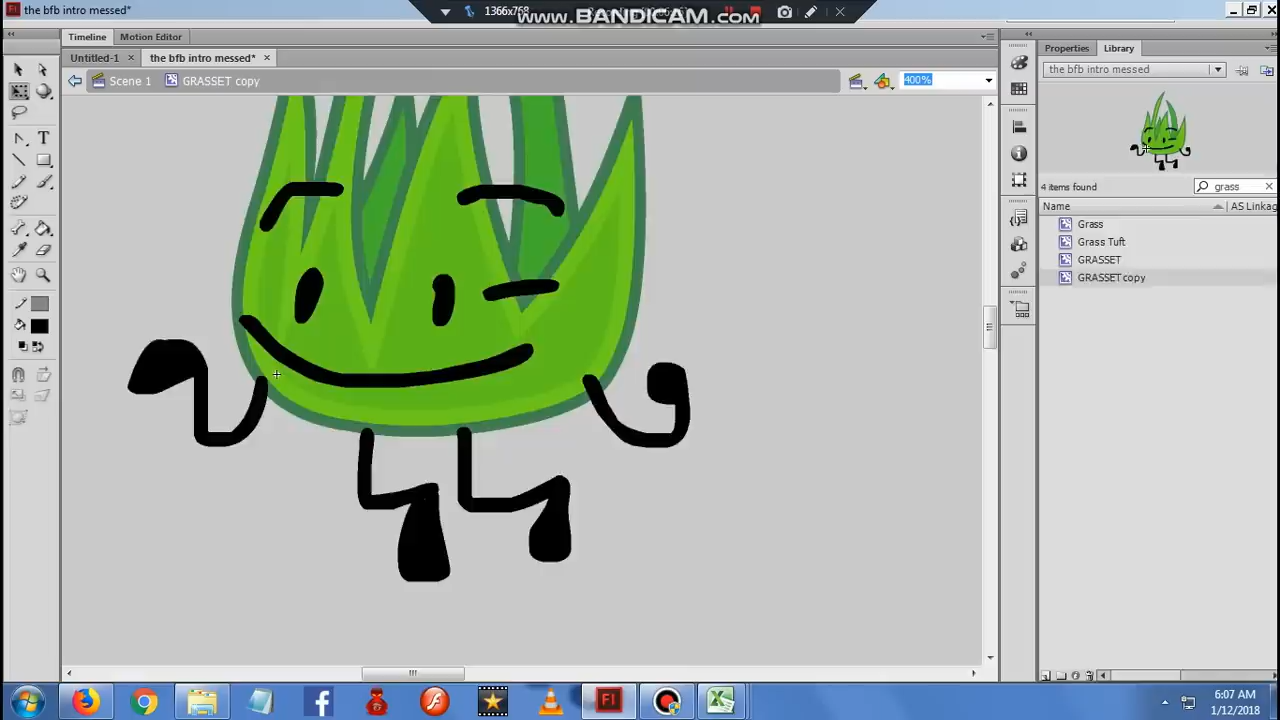 the bfb intro messed*
1366x768
www.BANDICAM.com
Timeline Motion Editor
Untitled-1 × the bfb intro messed* ×
Scene 1 GRASSET copy
400%
Properties Library
the bfb intro messed
4 items found
grass
Name AS Linkag
Grass
Grass Tuft
GRASSET
GRASSET copy
6:07 AM
1/12/2018